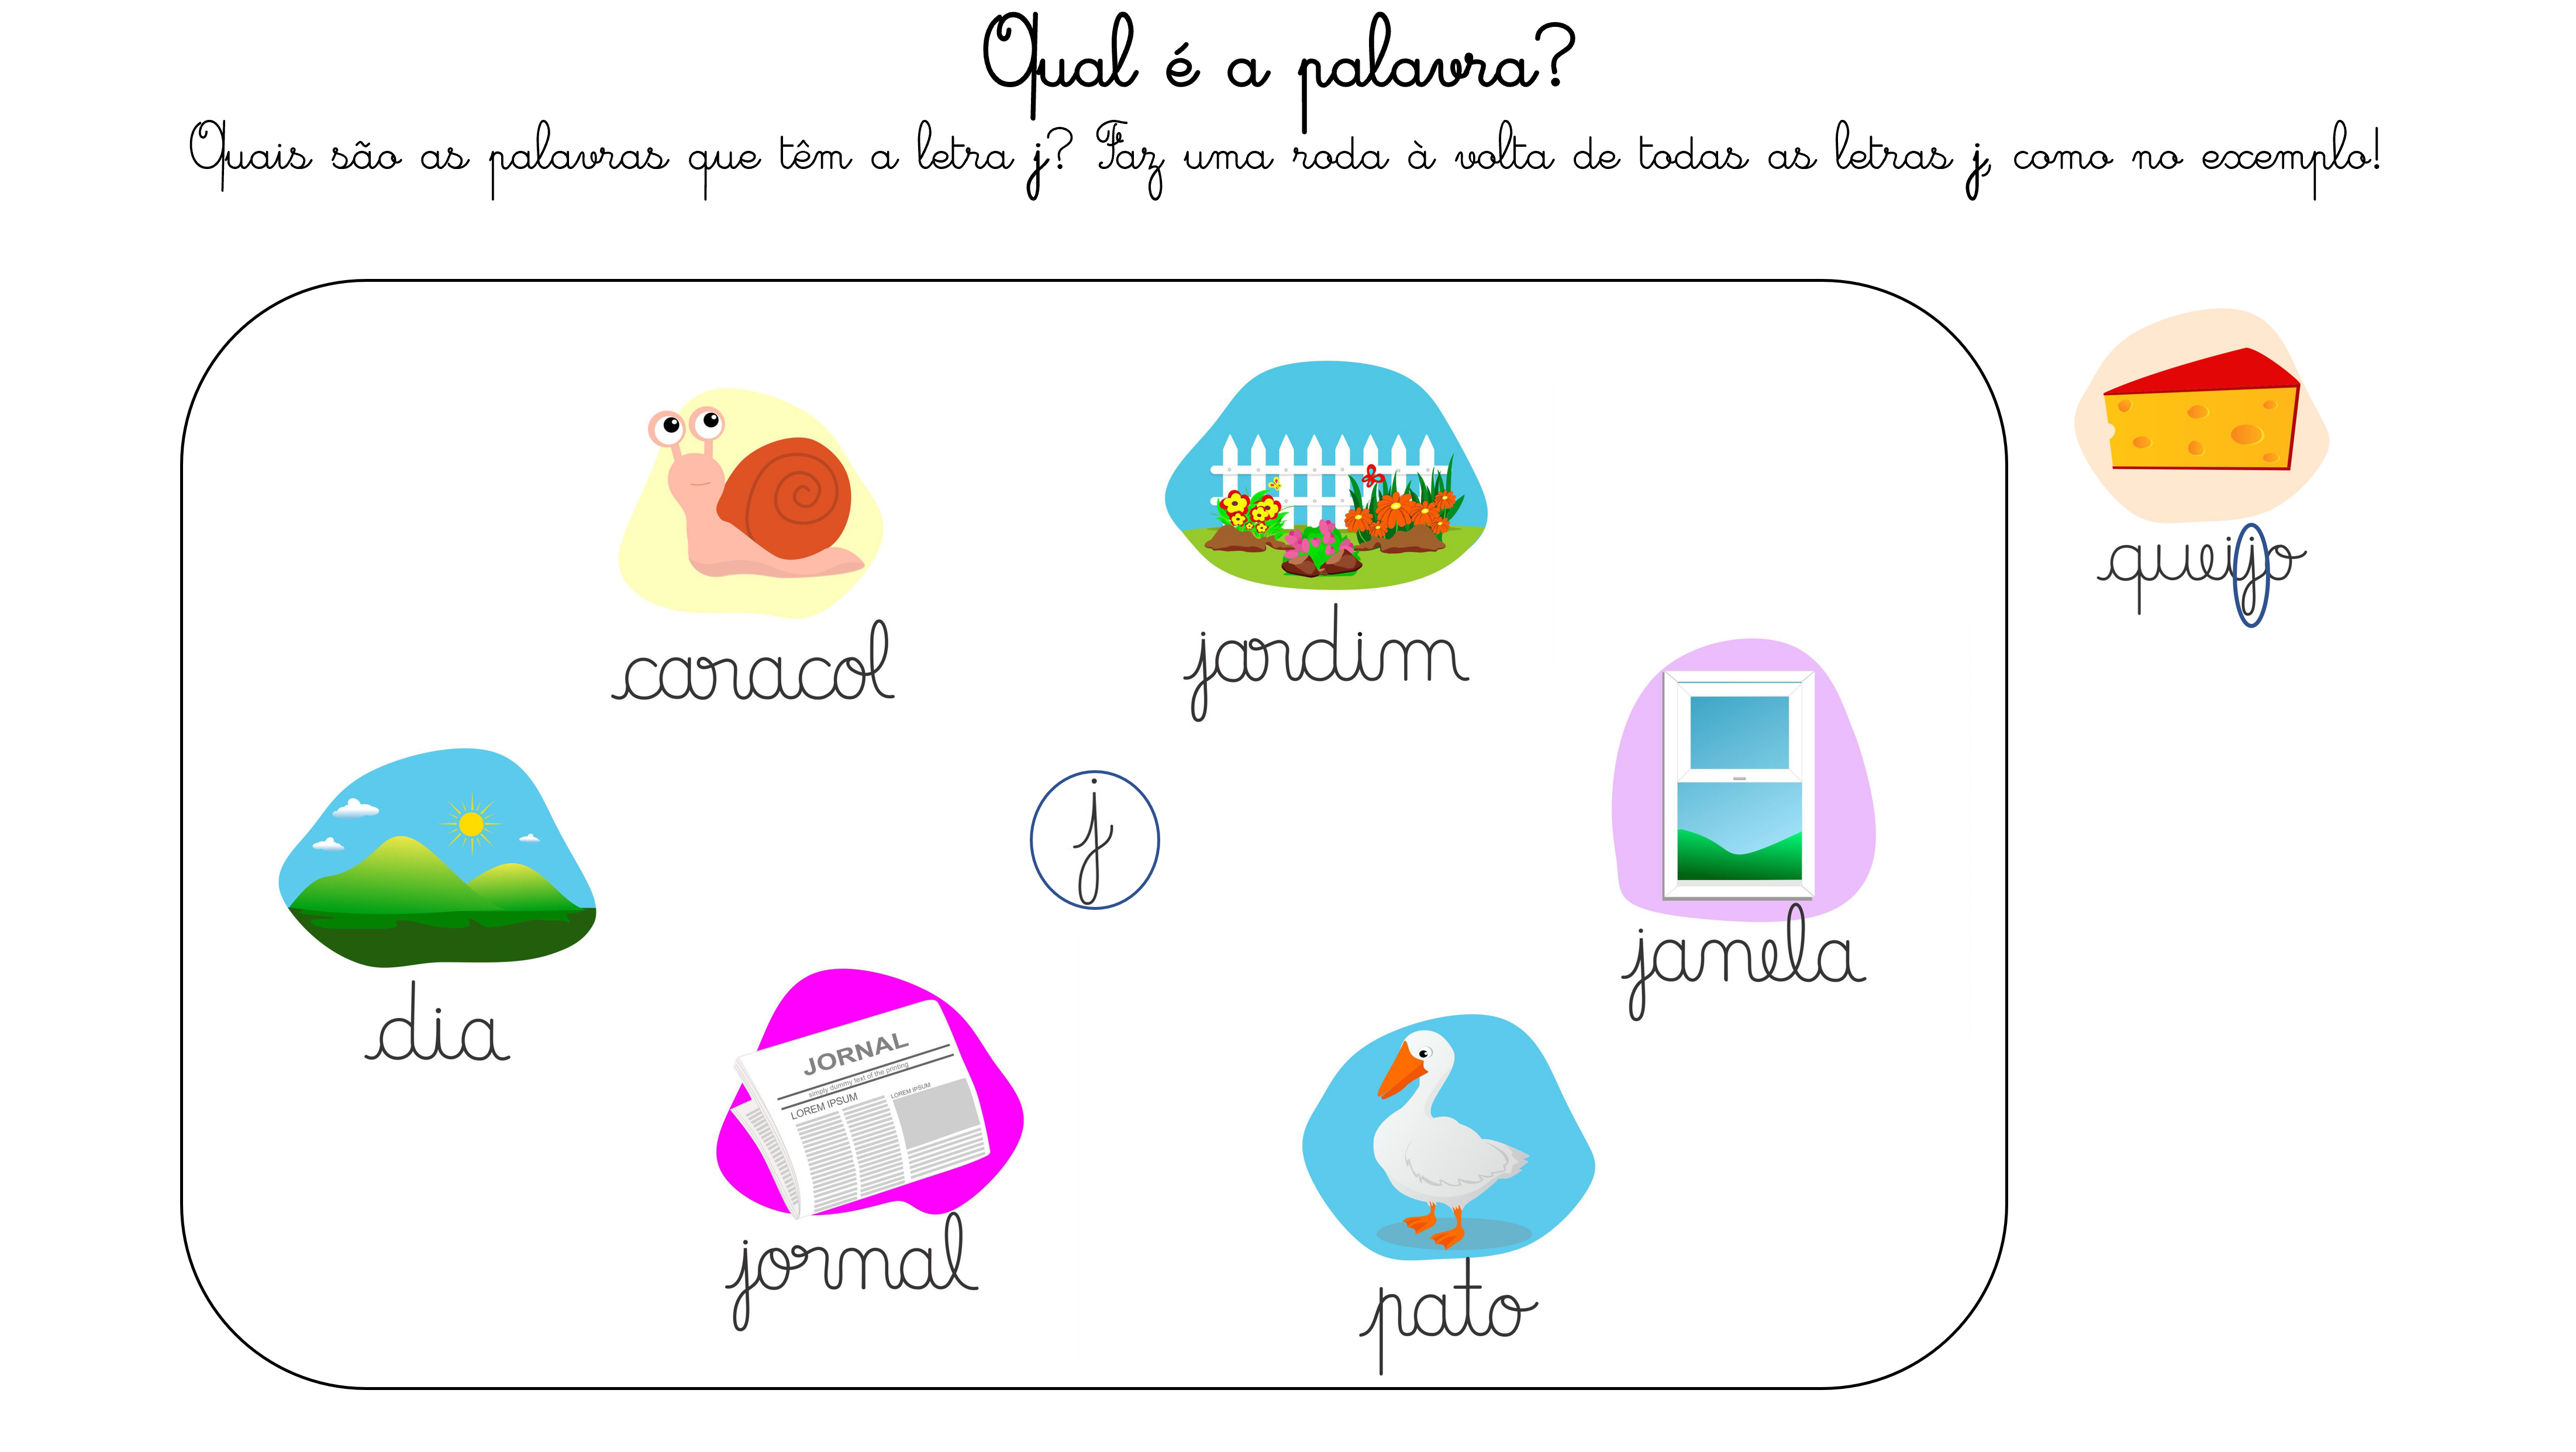 Qual é a palavra?
Quais são as palavras que têm a letra j? Faz uma roda à volta de todas as letras j, como no exemplo!
queijo
caracol
jardim
j
janela
dia
JORNAL
simply dummy text of the printing
LOREM IPSUM
LOREM IPSUM
jornal
pato